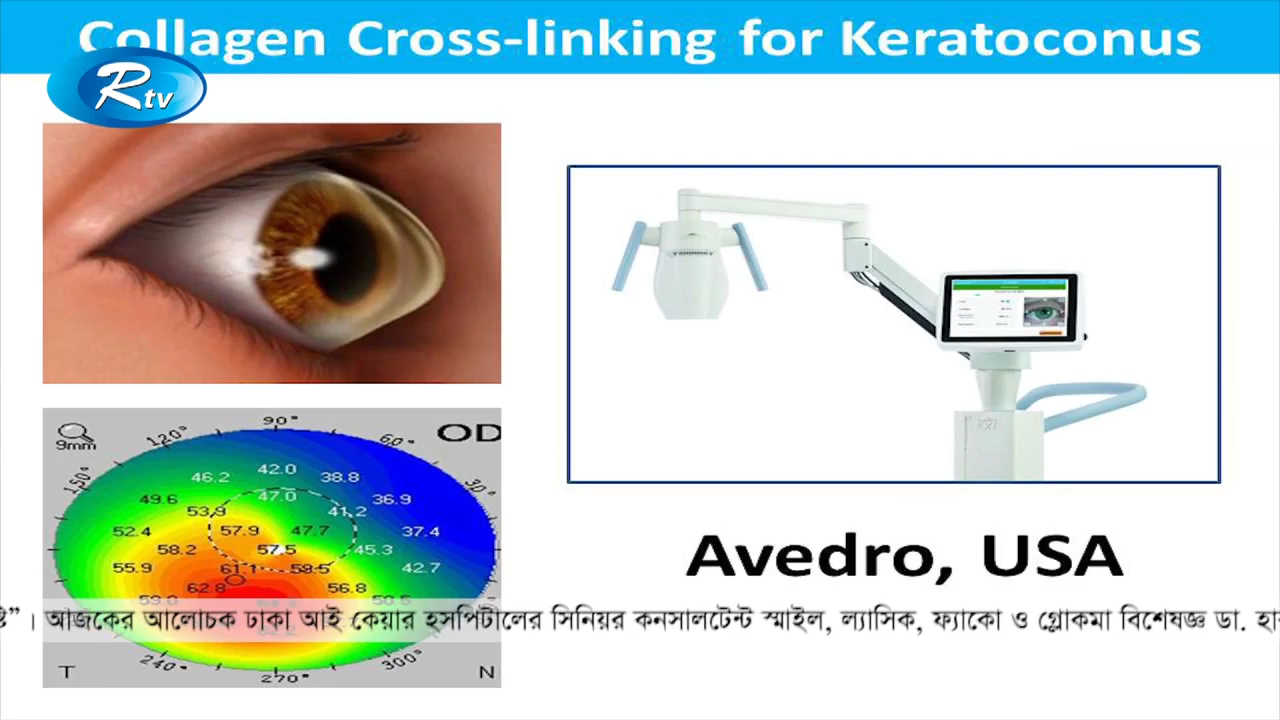 Collagen Cross-linking for Keratoconus
Rtv
9mm
OD
90°
120°
60°
150°
30°
46.2 42.0 38.8
49.6 47.0 36.9
53.9 41.2
52.4 57.9 47.7 37.4
58.2 57.5 45.3
55.9 61.1 58.5 42.7
62.8 56.8
Avedro, USA
। আজকের আলোচক ঢাকা আই কেয়ার হসপিটালের সিনিয়র কনসালটেন্ট স্মাইল, ল্যাসিক, ফ্যাকো ও গ্লোকমা বিশেষজ্ঞ ডা.
T
240°
270°
300°
N